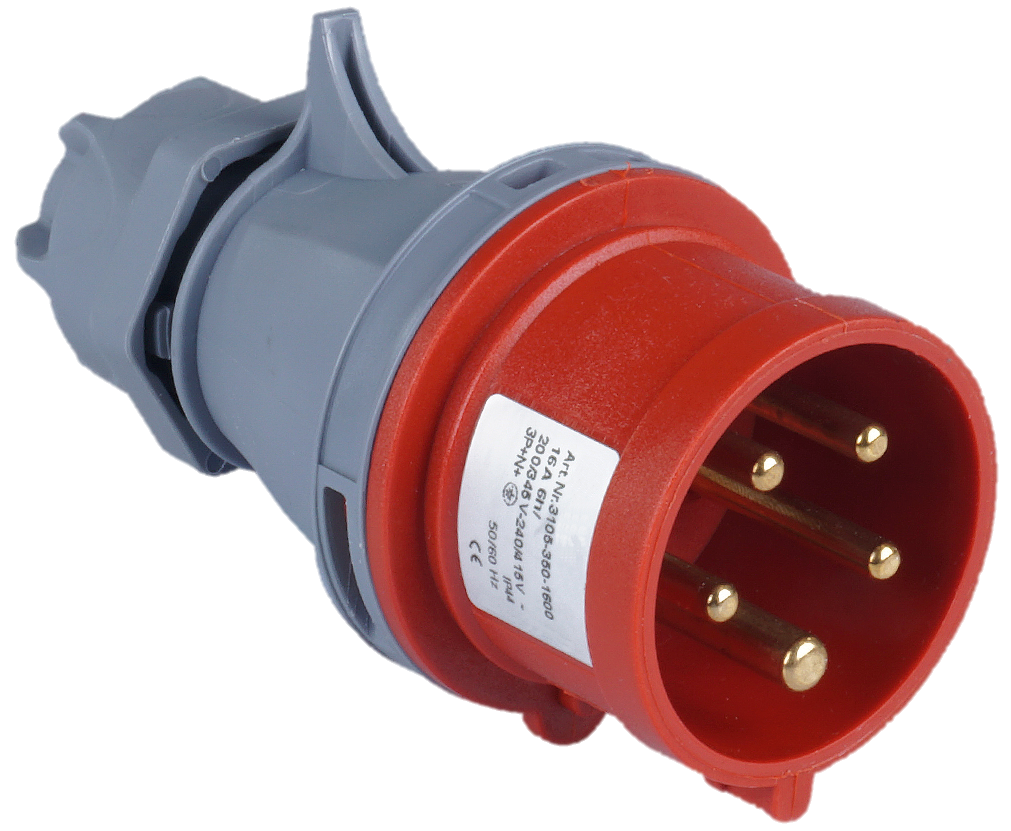 Art Nr.:3105-350-1600
16A 6h/
200/346V~240/415V ~
3P+N+
IP44
50/60 Hz
CE